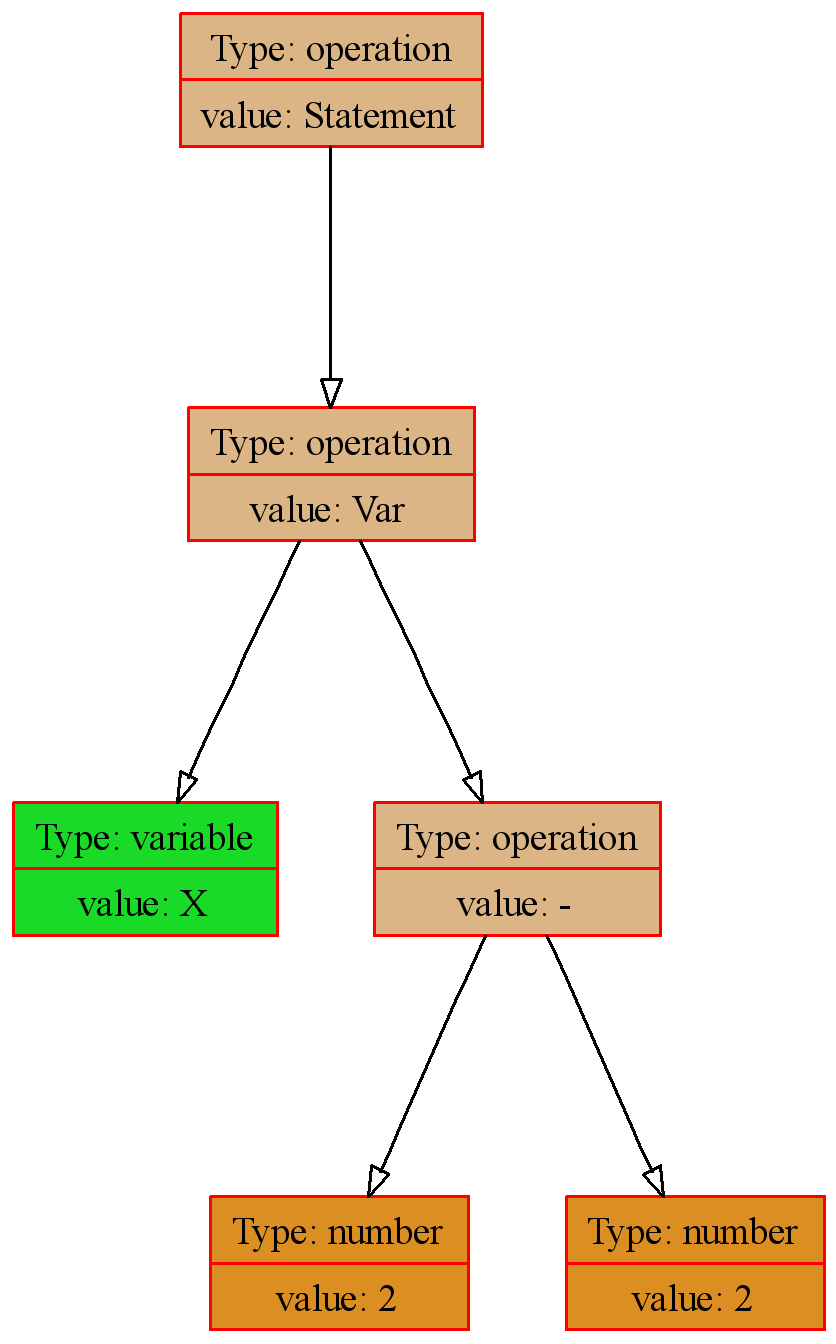 Type: operation
value: Statement
Type: operation
value: Var
Type: variable
value: X
Type: operation
value: -
Type: number
value: 2
Type: number
value: 2